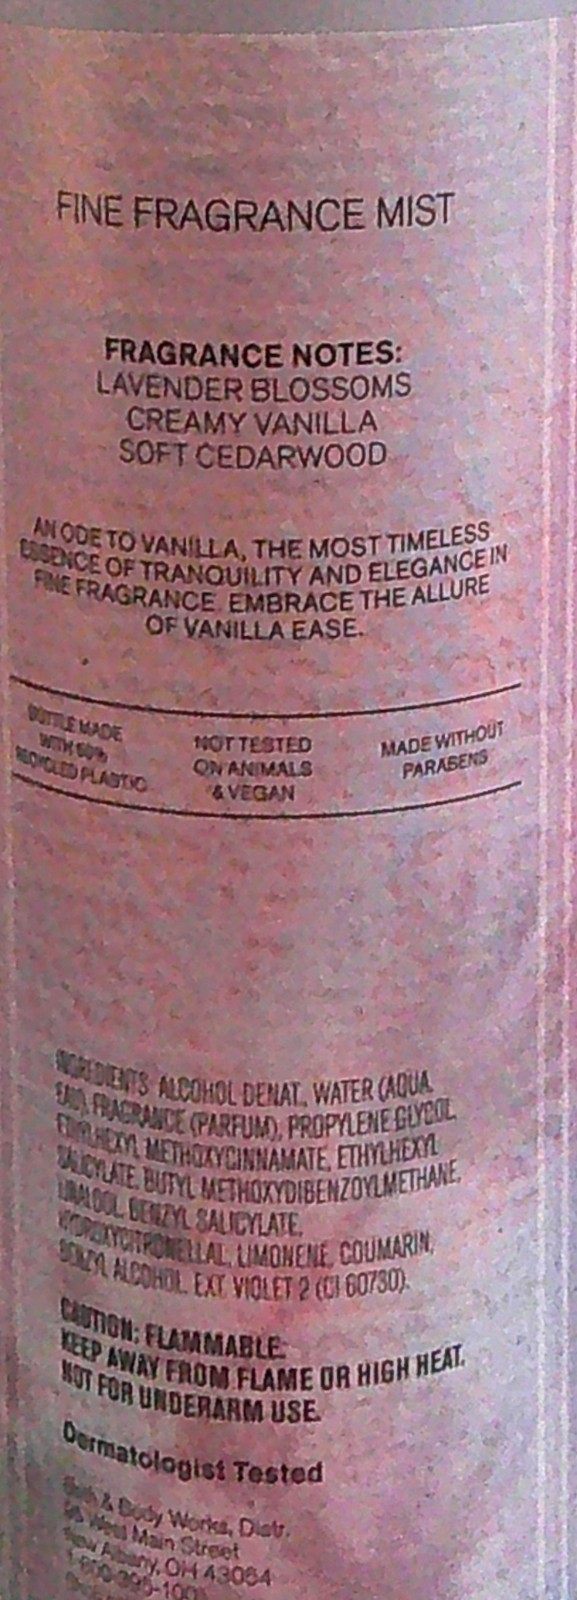 FINE FRAGRANCE MIST
FRAGRANCE NOTES:
LAVENDER BLOSSOMS
CREAMY VANILLA
SOFT CEDARWOOD
AN ODE TO VANILLA, THE MOST TIMELESS
ESSENCE OF TRANQUILITY AND ELEGANCE IN
FINE FRAGRANCE. EMBRACE THE ALLURE
OF VANILLA EASE.
BOTTLE MADE
WITH
RECYCLED PLASTIC
NOT TESTED
ON ANIMALS
& VEGAN
MADE WITHOUT
PARABENS
INGREDIENTS: ALCOHOL DENAT., WATER (AQUA,
EAU), FRAGRANCE (PARFUM), PROPYLENE GLYCOL,
ETHYLHEXYL METHOXYCINNAMATE, ETHYLHEXYL
SALICYLATE, BUTYL METHOXYDIBENZOYLMETHANE,
LINALOOL, BENZYL SALICYLATE,
HYDROXYCITRONELLAL, LIMONENE, COUMARIN,
BENZYL ALCOHOL, EXT. VIOLET 2 (CI 60730).
CAUTION: FLAMMABLE:
KEEP AWAY FROM FLAME OR HIGH HEAT.
NOT FOR UNDERARM USE.
Dermatologist Tested
Bath & Body Works, Distr.
West Main Street
New Albany, OH 43054